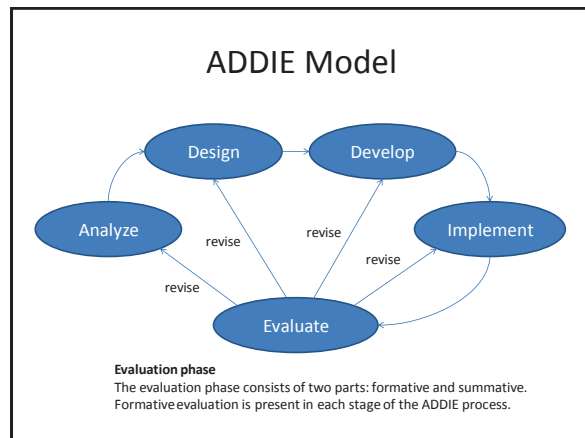 ADDIE Model
Design
Develop
Analyze
Implement
revise
revise
revise
revise
Evaluate
Evaluation phase
The evaluation phase consists of two parts: formative and summative.
Formative evaluation is present in each stage of the ADDIE process.